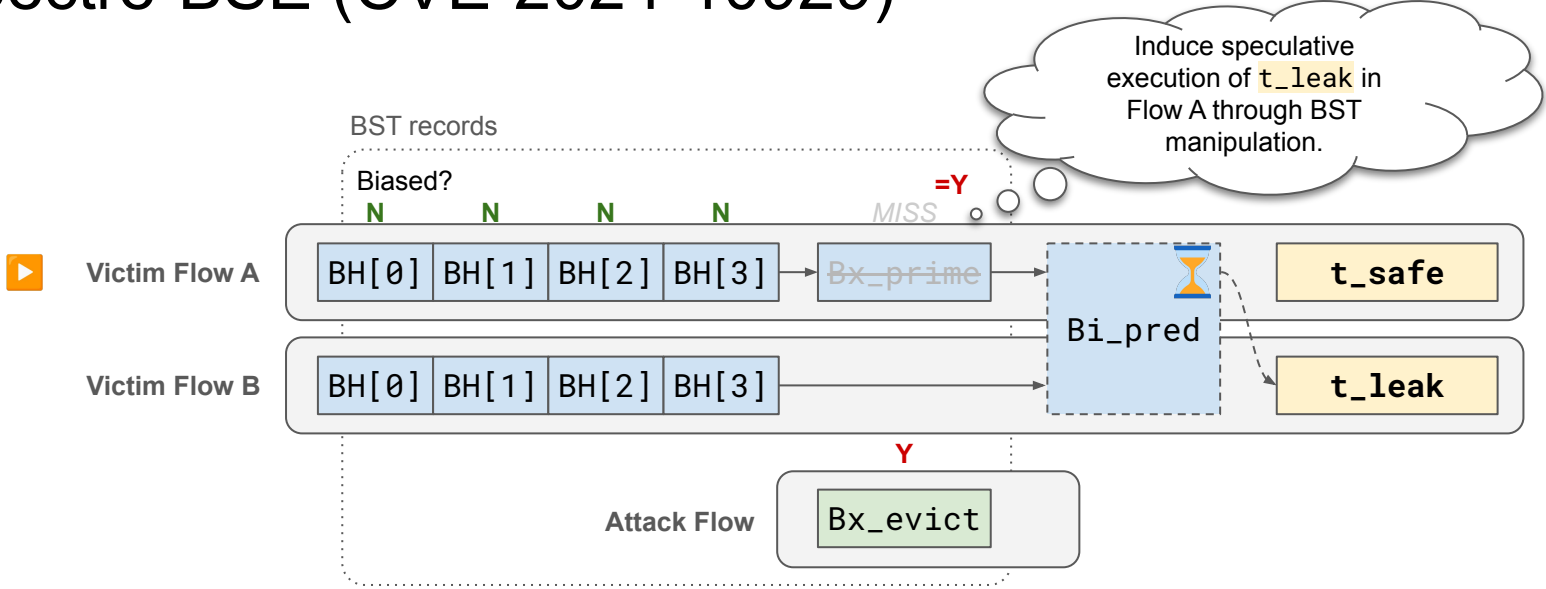 Induce speculative
execution of t_leak in
Flow A through BST
manipulation.
BST records
Biased?
=Y
N N N N MISS
Victim Flow A BH[0] BH[1] BH[2] BH[3] Bx_prime t_safe
Bi_pred
Victim Flow B BH[0] BH[1] BH[2] BH[3] t_leak
Y
Attack Flow Bx_evict